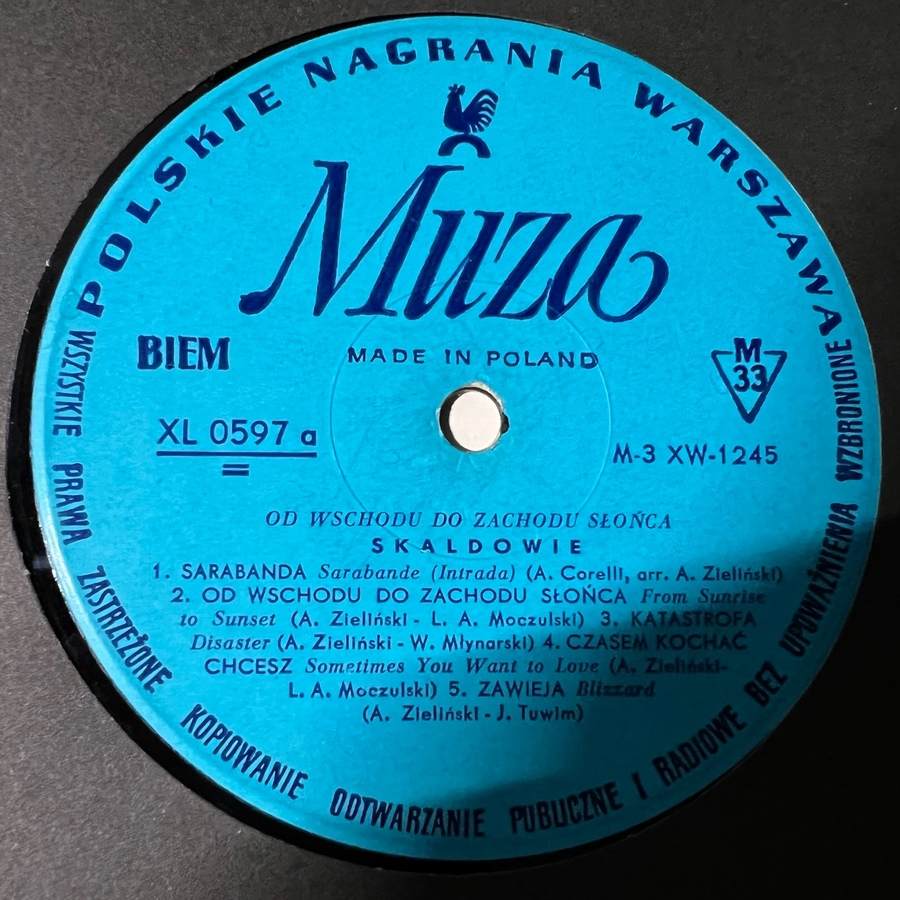 POLSKIE NAGRANIA WARSZAWA
Muza
BIEM
MADE IN POLAND
M
33
XL 0597 a
M-3 XW-1245
OD WSCHODU DO ZACHODU SŁOŃCA
SKALDOWIE
1. SARABANDA Sarabande (Intrada) (A. Corelli, arr. A. Zieliński)
2. OD WSCHODU DO ZACHODU SŁOŃCA From Sunrise
to Sunset (A. Zieliński - L. A. Moczulski) 3. KATASTROFA
Disaster (A. Zieliński - W. Młynarski) 4. CZASEM KOCHAĆ
CHCESZ Sometimes You Want to Love (A. Zieliński-
L. A. Moczulski) 5. ZAWIEJA Blizzard
(A. Zieliński - J. Tuwim)
WSZYSTKIE PRAWA ZASTRZEŻONE KOPIOWANIE ODTWARZANIE PUBLICZNE I RADIOWE BEZ UPOWAŻNIENIA WZBRONIONE